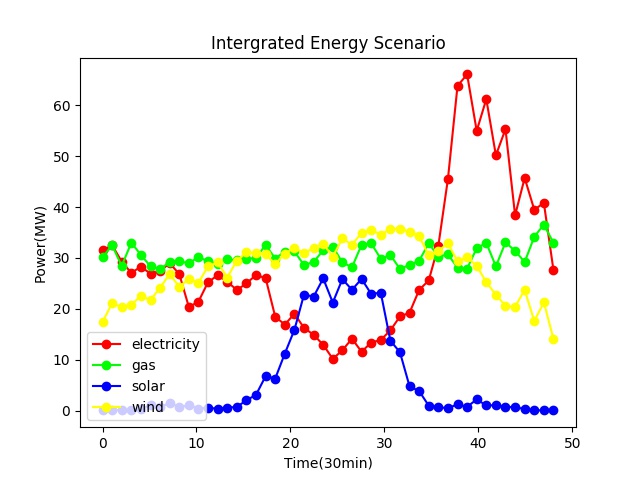 Intergrated Energy Scenario
Power(MW)
60
50
40
30
20
10
0
electricity
gas
solar
wind
0 10 20 30 40 50
Time(30min)